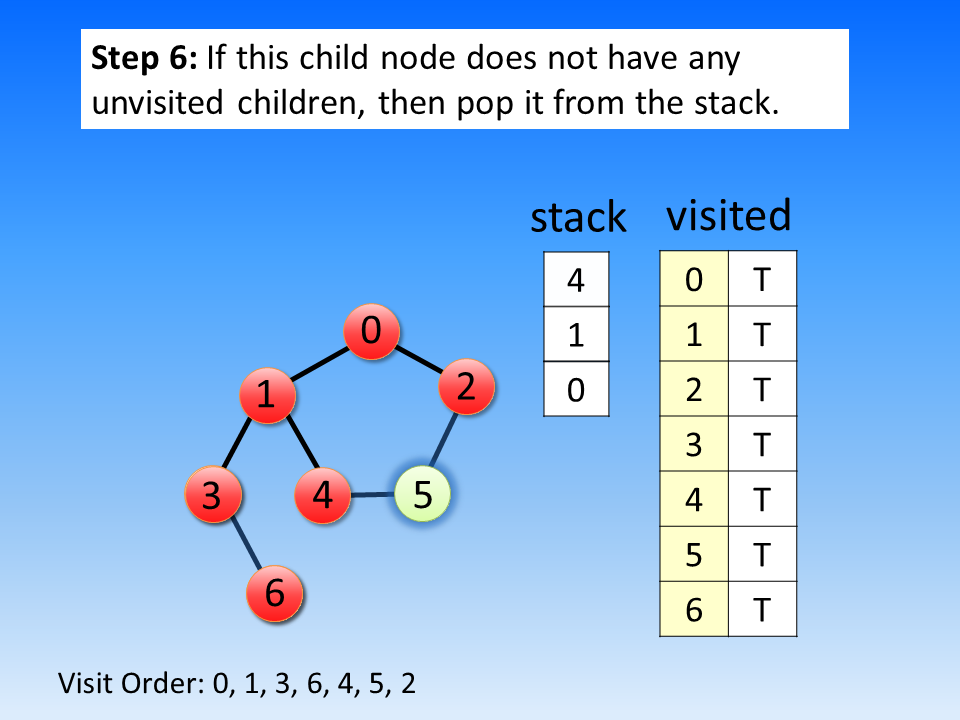 Step 6: If this child node does not have any
unvisited children, then pop it from the stack.
stack visited
4
1
0
0 T
1 T
2 T
3 T
4 T
5 T
6 T
0
1
2
3
4
5
6
Visit Order: 0, 1, 3, 6, 4, 5, 2